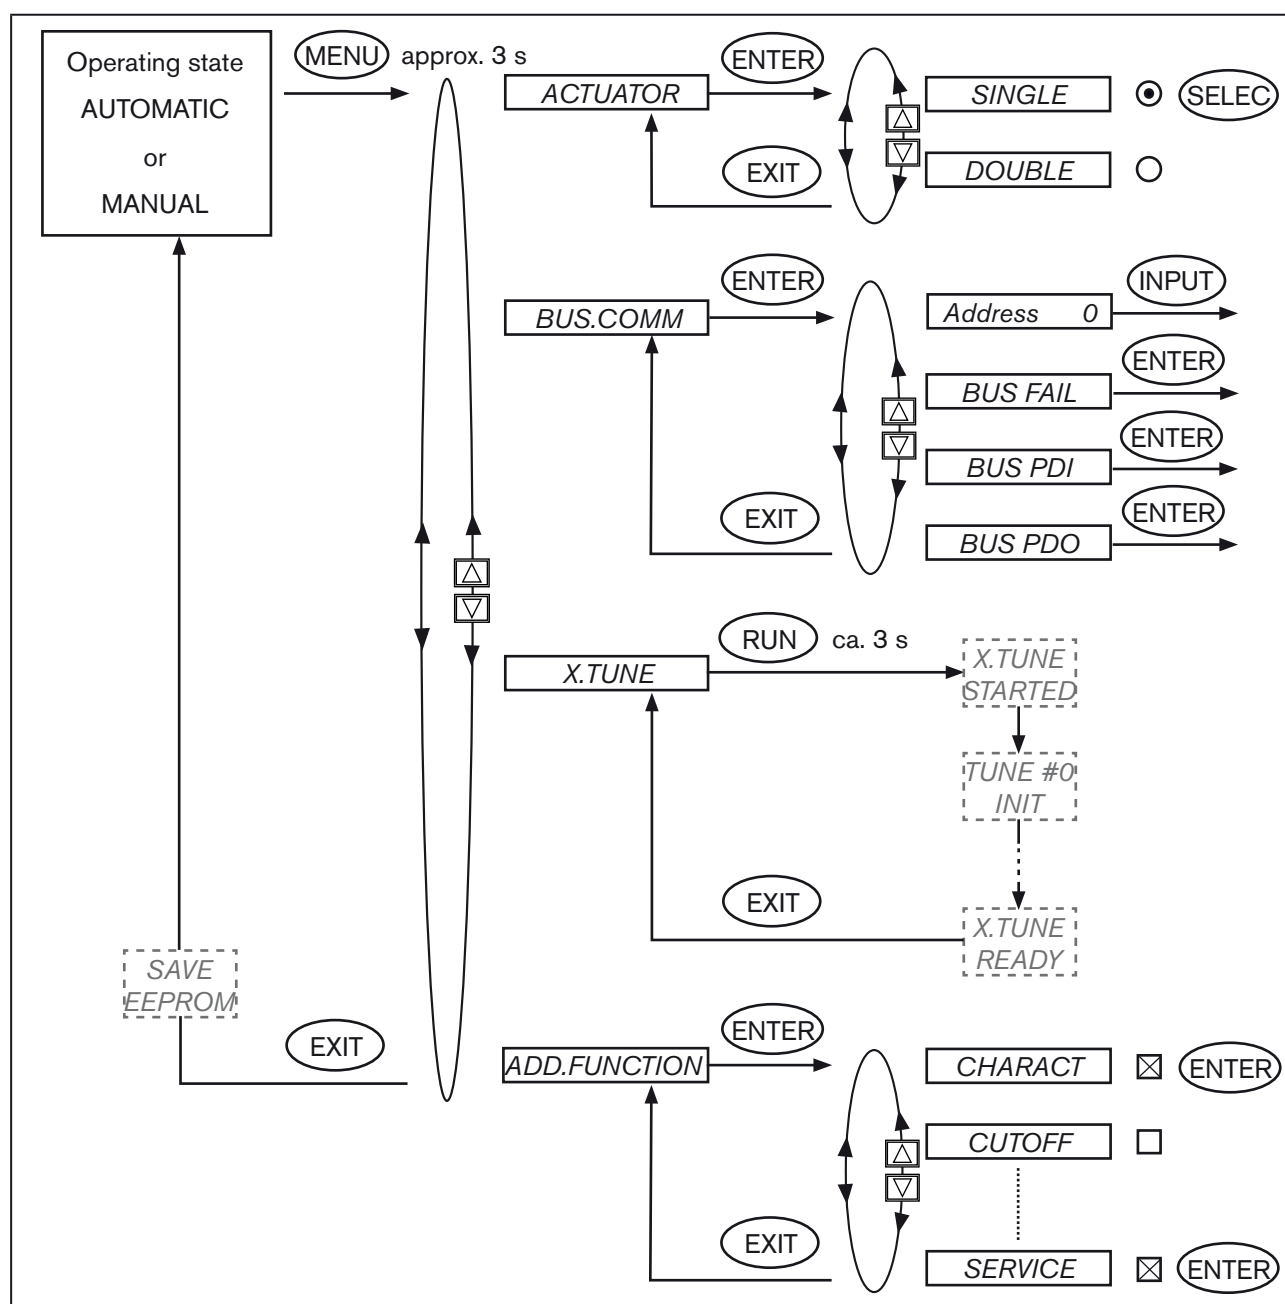 Operating state
AUTOMATIC
or
MANUAL
MENU approx. 3 s
ACTUATOR
ENTER
EXIT
SINGLE
SELEC
DOUBLE
BUS.COMM
ENTER
EXIT
Address 0
INPUT
BUS FAIL
ENTER
BUS PDI
ENTER
BUS PDO
ENTER
X.TUNE
RUN ca. 3 s
X.TUNE
STARTED
TUNE #0
INIT
X.TUNE
READY
EXIT
SAVE
EEPROM
EXIT
ADD.FUNCTION
ENTER
EXIT
CHARACT
ENTER
CUTOFF
SERVICE
ENTER